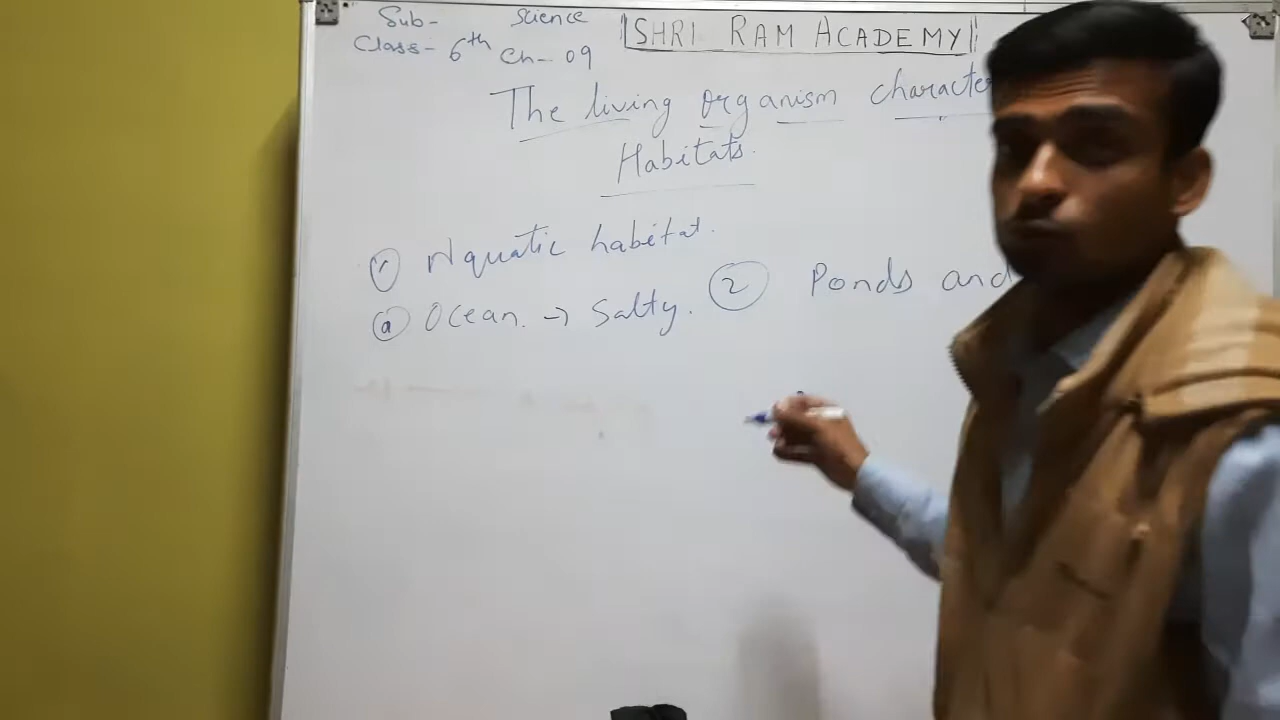 Sub- Science
Class- 6th Ch- 09
SHRI RAM ACADEMY
The living organism characte
Habitats.
① Aquatic habitat.
ⓐ Ocean. → Salty.
② Ponds and